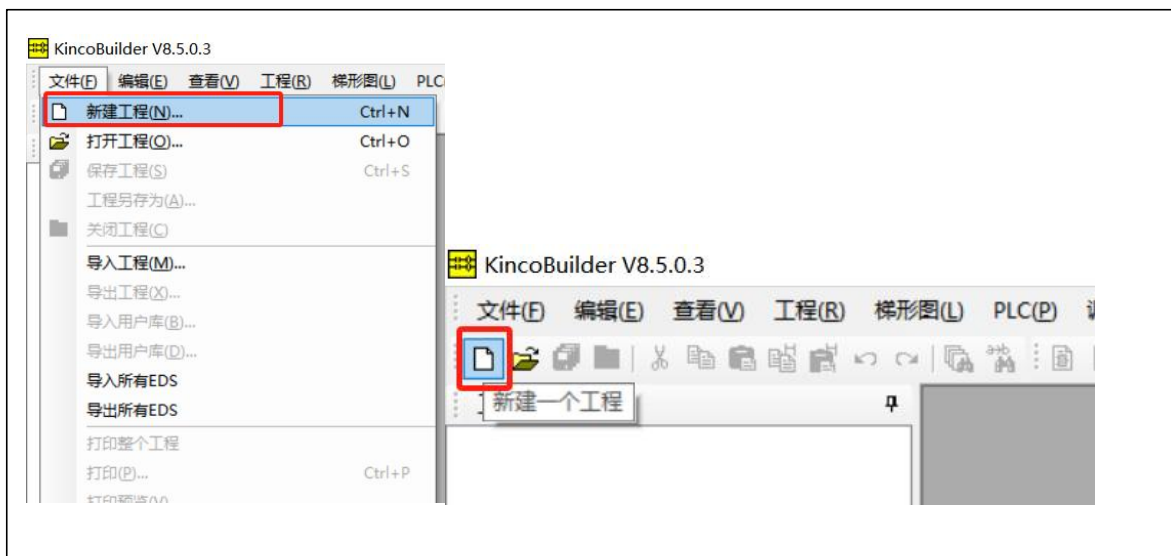 KincoBuilder V8.5.0.3
文件(F) 编辑(E) 查看(V) 工程(R) 梯形图(L) PLC
新建工程(N)... Ctrl+N
打开工程(O)... Ctrl+O
保存工程(S) Ctrl+S
工程另存为(A)...
关闭工程(C)
导入工程(M)...
导出工程(X)...
导入用户库(B)...
导出用户库(D)...
导入所有EDS
导出所有EDS
打印整个工程
打印(P)... Ctrl+P
KincoBuilder V8.5.0.3
文件(F) 编辑(E) 查看(V) 工程(R) 梯形图(L) PLC(P)
新建一个工程